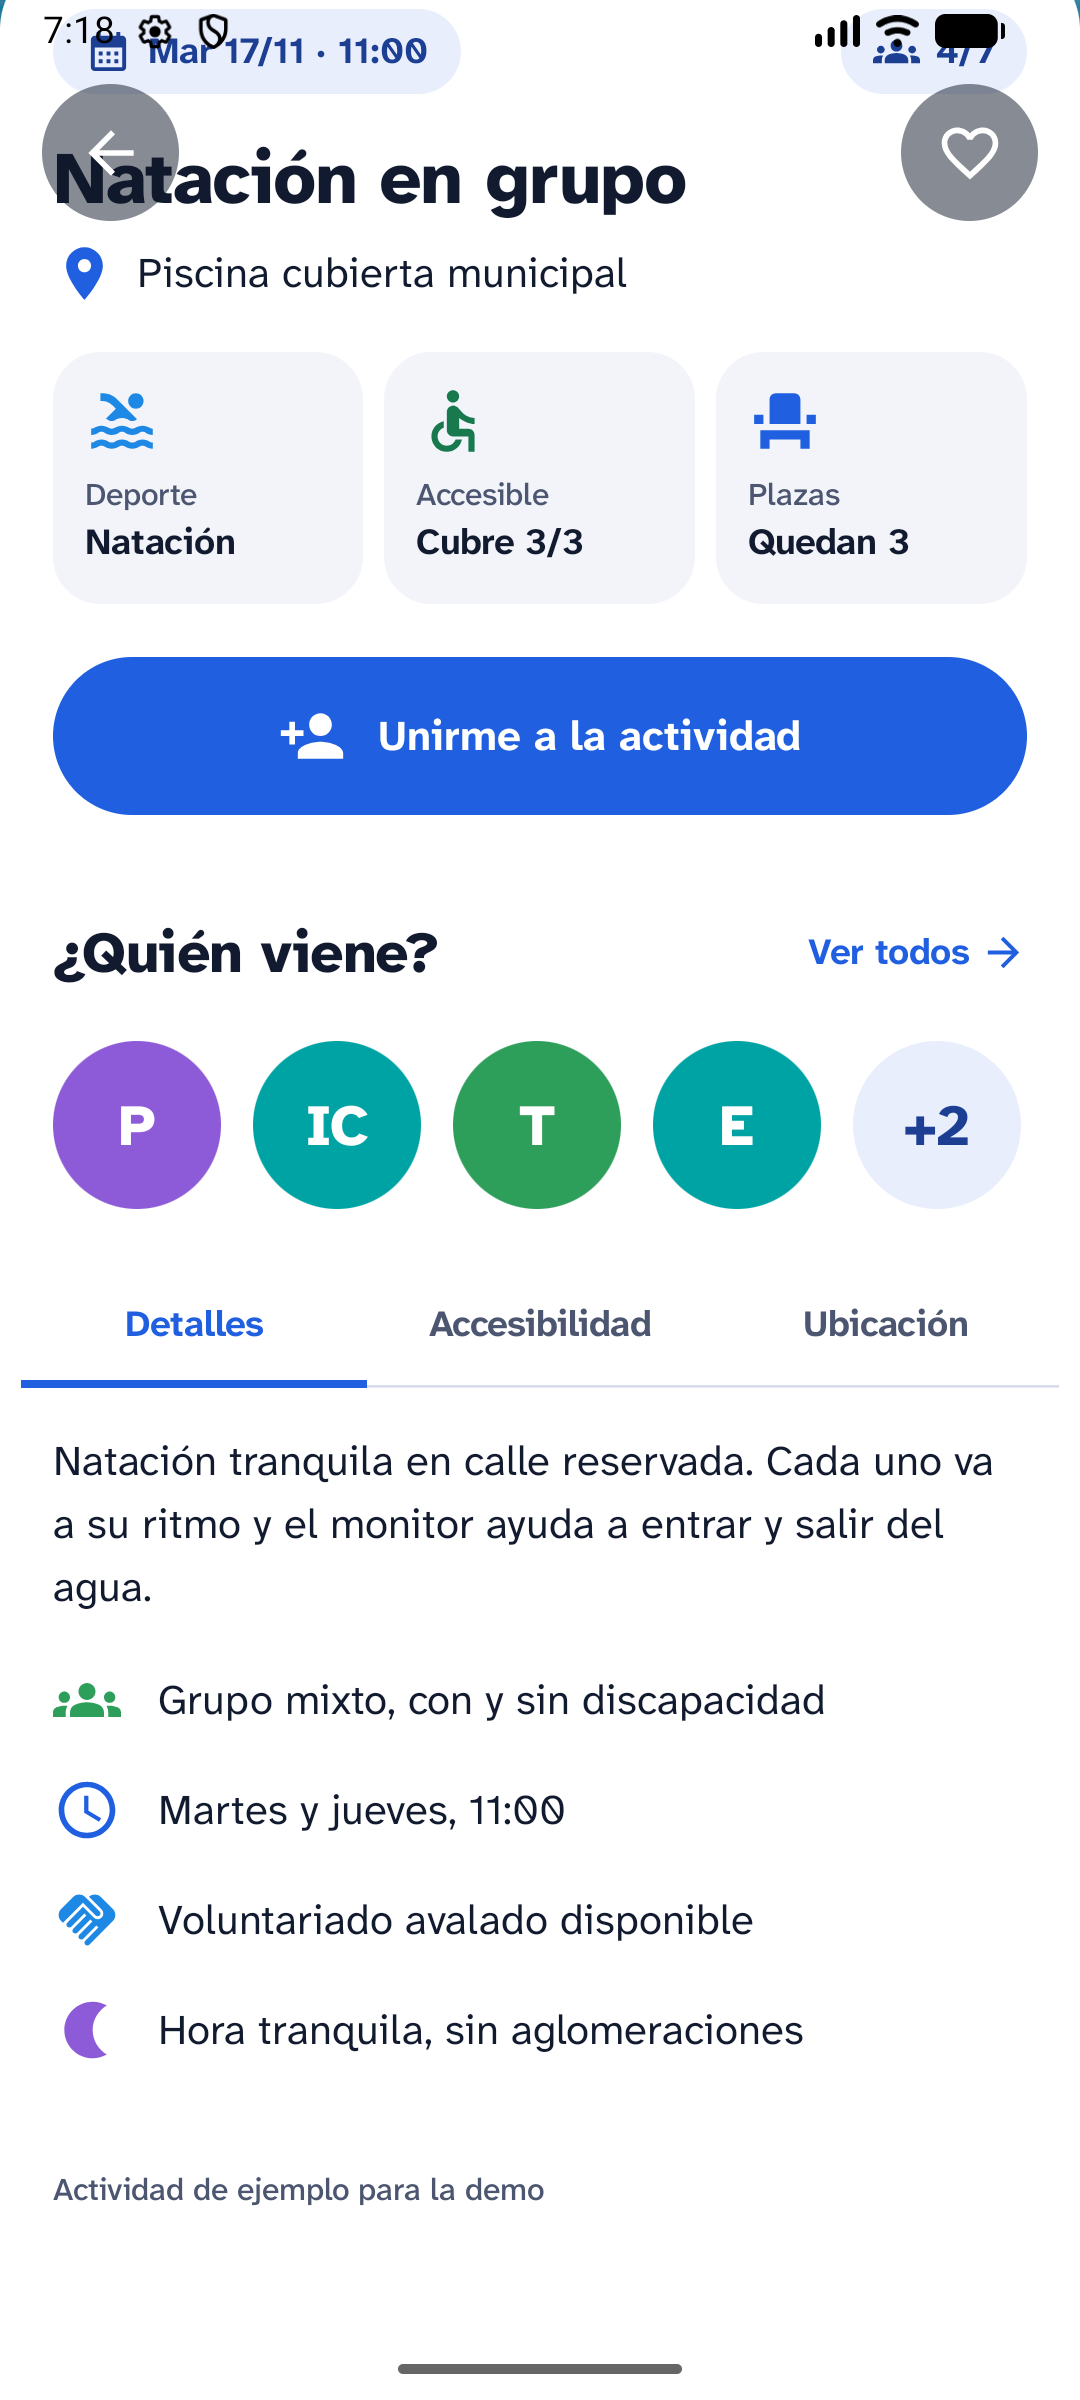 7:18
Mar 17/11 · 11:00
4/7
Natación en grupo
Piscina cubierta municipal
Deporte
Natación
Accesible
Cubre 3/3
Plazas
Quedan 3
Unirme a la actividad
¿Quién viene?
Ver todos
P
IC
T
E
+2
Detalles
Accesibilidad
Ubicación
Natación tranquila en calle reservada. Cada uno va
a su ritmo y el monitor ayuda a entrar y salir del
agua.
Grupo mixto, con y sin discapacidad
Martes y jueves, 11:00
Voluntariado avalado disponible
Hora tranquila, sin aglomeraciones
Actividad de ejemplo para la demo